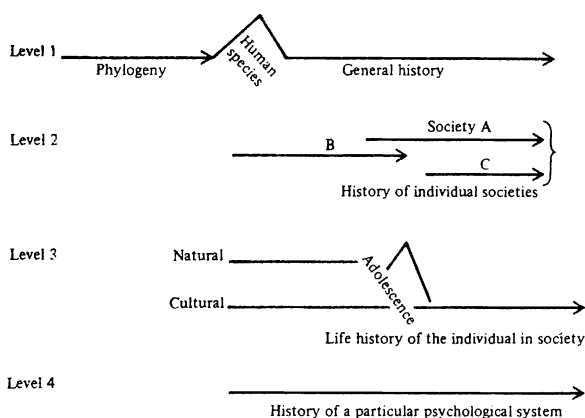 Level 1
Phylogeny
Human
species
General history
Level 2
Society A
B
C
History of individual societies
Level 3
Natural
Adolescence
Cultural
Life history of the individual in society
Level 4
History of a particular psychological system